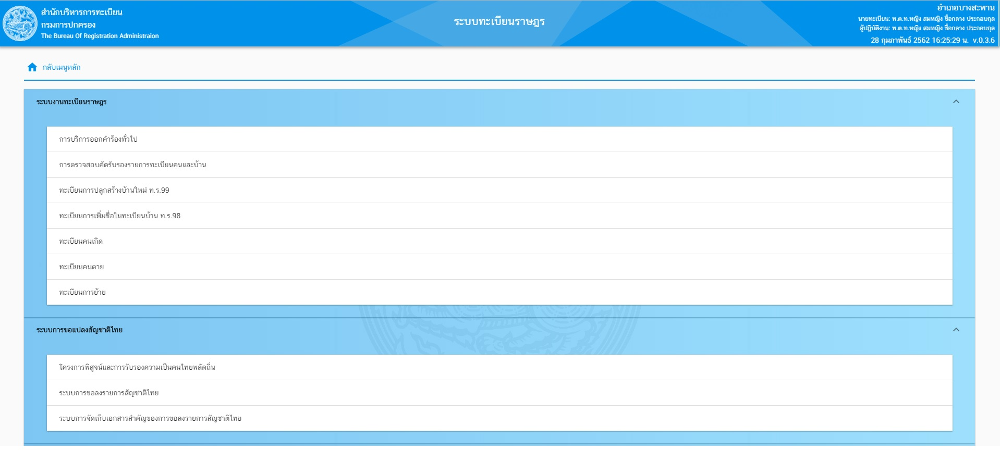 สำนักบริหารการทะเบียน
กรมการปกครอง
The Bureau Of Registration Administraion
ระบบทะเบียนราษฎร
อำเภอบางสะพาน
นายทะเบียน: พ.ต.ท.หญิง สมหญิง ชื่อกลาง ประกอบกุล
ผู้ปฏิบัติงาน: พ.ต.ท.หญิง สมหญิง ชื่อกลาง ประกอบกุล
28 กุมภาพันธ์ 2562 16:25:29 น. v.0.3.6
กลับเมนูหลัก
ระบบงานทะเบียนราษฎร
การบริการออกคำร้องทั่วไป
การตรวจสอบคัดรับรองรายการทะเบียนคนและบ้าน
ทะเบียนการปลูกสร้างบ้านใหม่ ท.ร.99
ทะเบียนการเพิ่มชื่อในทะเบียนบ้าน ท.ร.98
ทะเบียนคนเกิด
ทะเบียนคนตาย
ทะเบียนการย้าย
ระบบการขอแปลงสัญชาติไทย
โครงการพิสูจน์และการรับรองความเป็นคนไทยพลัดถิ่น
ระบบการขอลงรายการสัญชาติไทย
ระบบการจัดเก็บเอกสารสำคัญของการขอลงรายการสัญชาติไทย